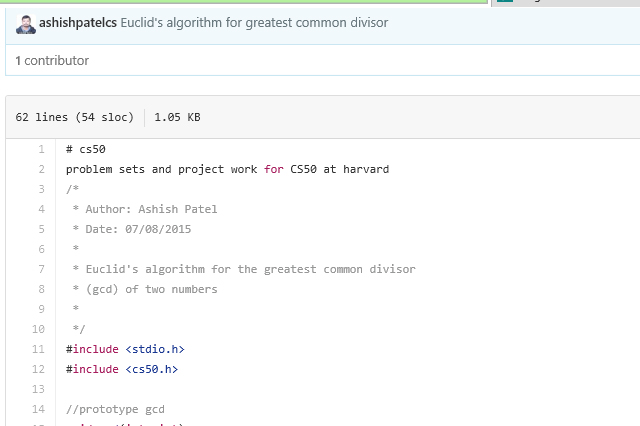 ashishpatelcs Euclid's algorithm for greatest common divisor
1 contributor
62 lines (54 sloc) 1.05 KB
1 # cs50
2 problem sets and project work for CS50 at harvard
3 /*
4 * Author: Ashish Patel
5 * Date: 07/08/2015
6 *
7 * Euclid's algorithm for the greatest common divisor
8 * (gcd) of two numbers
9 *
10 */
11 #include <stdio.h>
12 #include <cs50.h>
13
14 //prototype gcd